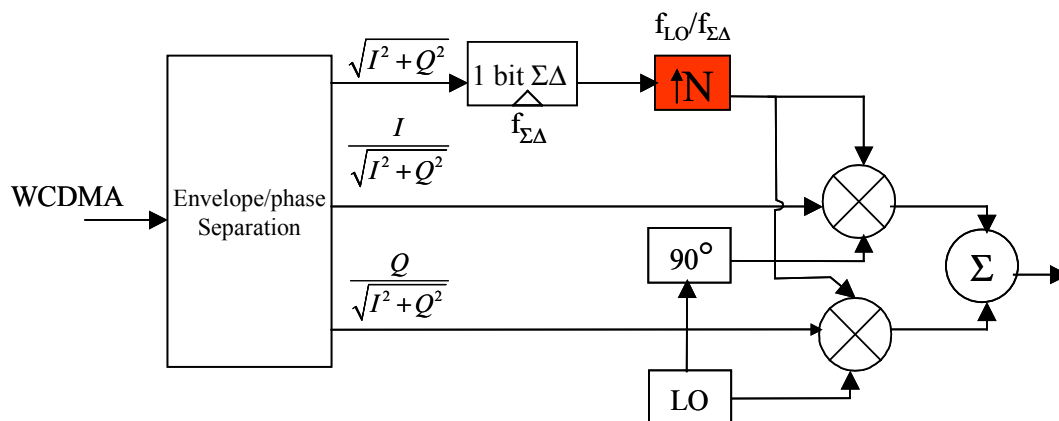 f_LO/f_ΣΔ
√(I² + Q²)
1 bit ΣΔ
↑N
f_ΣΔ
I / √(I² + Q²)
WCDMA
Envelope/phase
Separation
90°
Σ
Q / √(I² + Q²)
LO